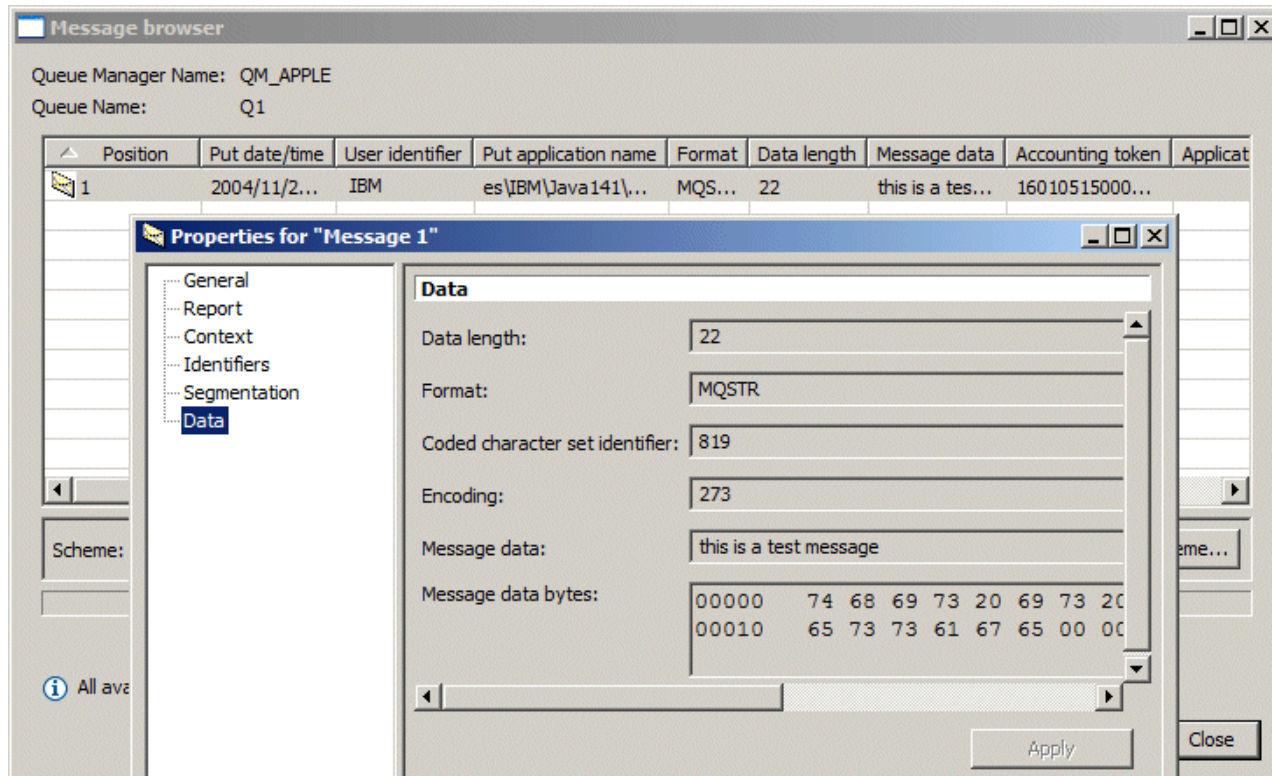 Message browser
Queue Manager Name: QM_APPLE
Queue Name: Q1
Position Put date/time User identifier Put application name Format Data length Message data Accounting token Applicat
1 2004/11/2... IBM es\IBM\Java141\... MQS... 22 this is a tes... 16010515000...
Properties for "Message 1"
General
Report
Context
Identifiers
Segmentation
Data
Data
Data length: 22
Format: MQSTR
Coded character set identifier: 819
Encoding: 273
Message data: this is a test message
Message data bytes: 00000 74 68 69 73 20 69 73 20
00010 65 73 73 61 67 65 00 00
Scheme:
eme...
All ava
Apply
Close